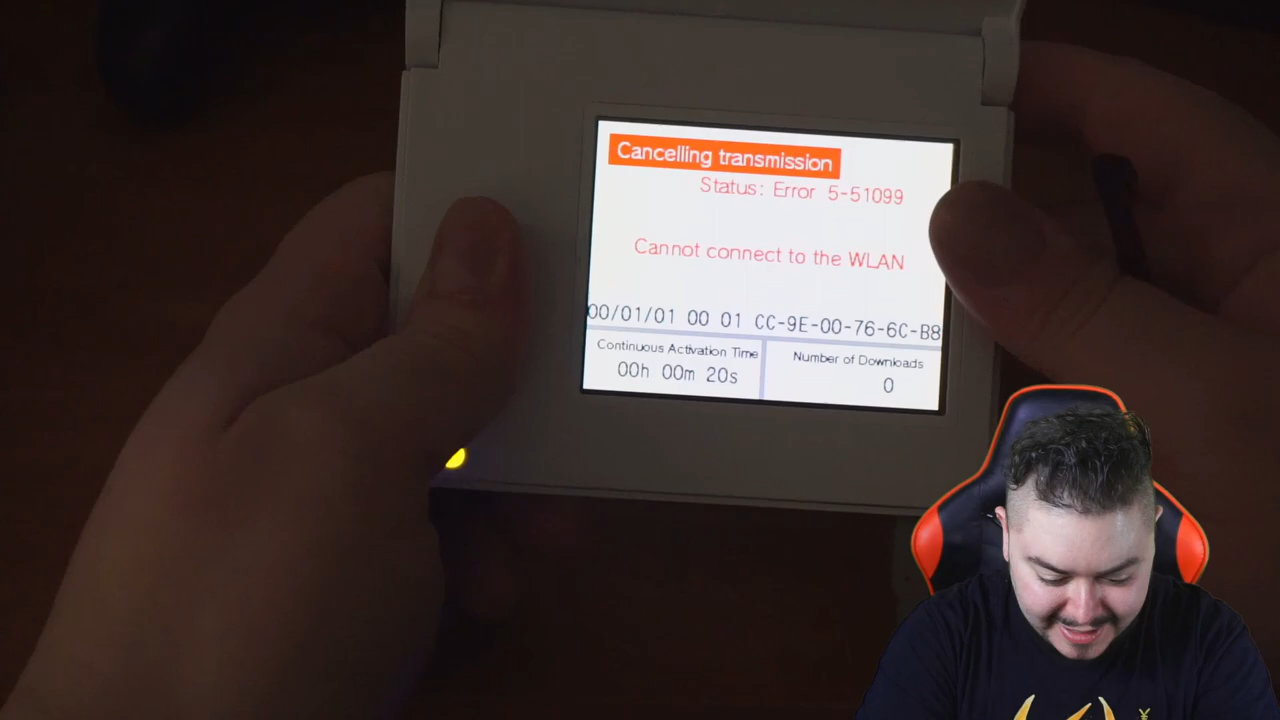 Cancelling transmission
Status: Error 5-51099
Cannot connect to the WLAN
00/01/01 00 01 CC-9E-00-76-6C-B8
Continuous Activation Time
00h 00m 20s
Number of Downloads
0